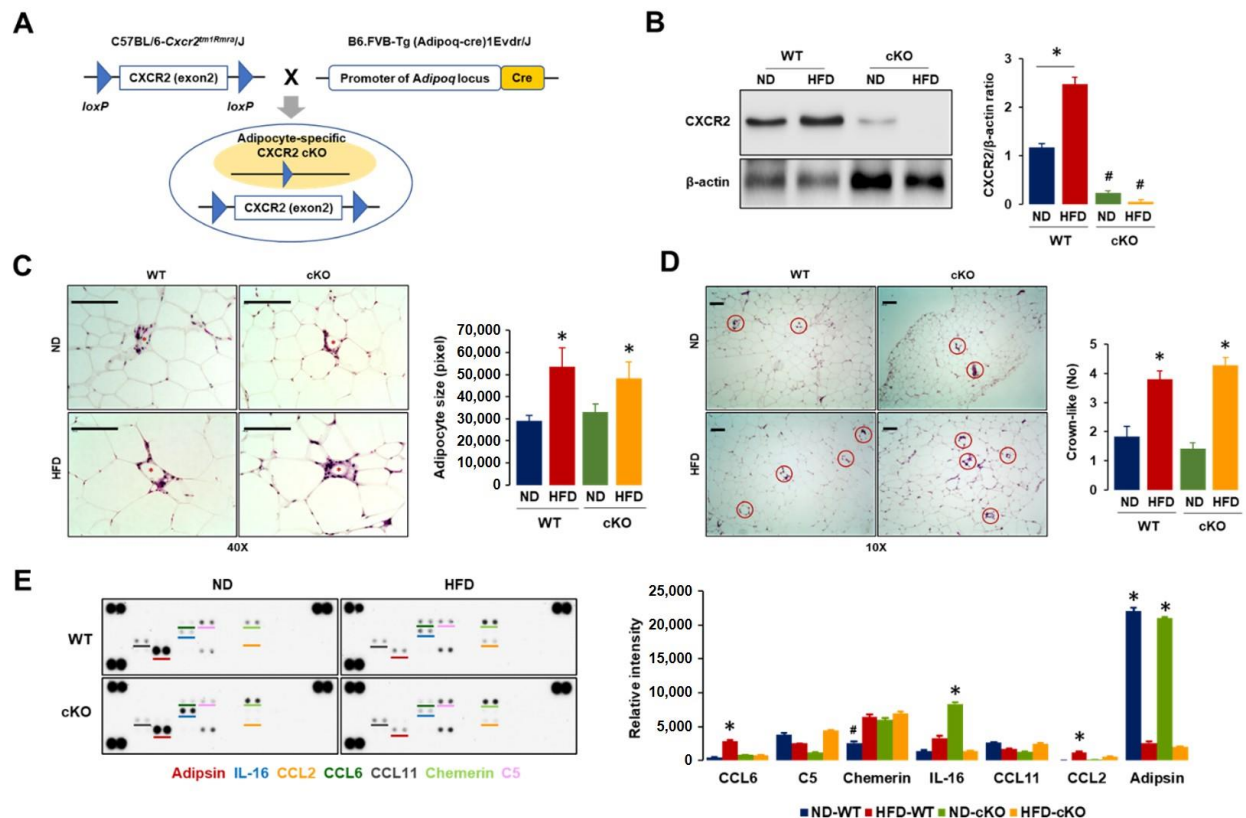 A
C57BL/6-Cxcr2tm1Rmra/J
B6.FVB-Tg (Adipoq-cre)1Evdr/J
CXCR2 (exon2)
X
Promoter of Adipoq locus
Cre
loxP
loxP
Adipocyte-specific
CXCR2 cKO
CXCR2 (exon2)
B
WT
cKO
ND
HFD
ND
HFD
CXCR2
β-actin
CXCR2/β-actin ratio
3
2
1
0
*
#
#
ND
HFD
ND
HFD
WT
cKO
C
WT
cKO
ND
HFD
40X
Adipocyte size (pixel)
70,000
60,000
50,000
40,000
30,000
20,000
10,000
0
*
*
ND
HFD
ND
HFD
WT
cKO
D
WT
cKO
ND
HFD
10X
Crown-like (No)
5
4
3
2
1
0
*
*
ND
HFD
ND
HFD
WT
cKO
E
ND
HFD
WT
cKO
Adipsin IL-16 CCL2 CCL6 CCL11 Chemerin C5
Relative intensity
25,000
20,000
15,000
10,000
5,000
0
*
#
*
*
*
*
CCL6
C5
Chemerin
IL-16
CCL11
CCL2
Adipsin
ND-WT HFD-WT ND-cKO HFD-cKO